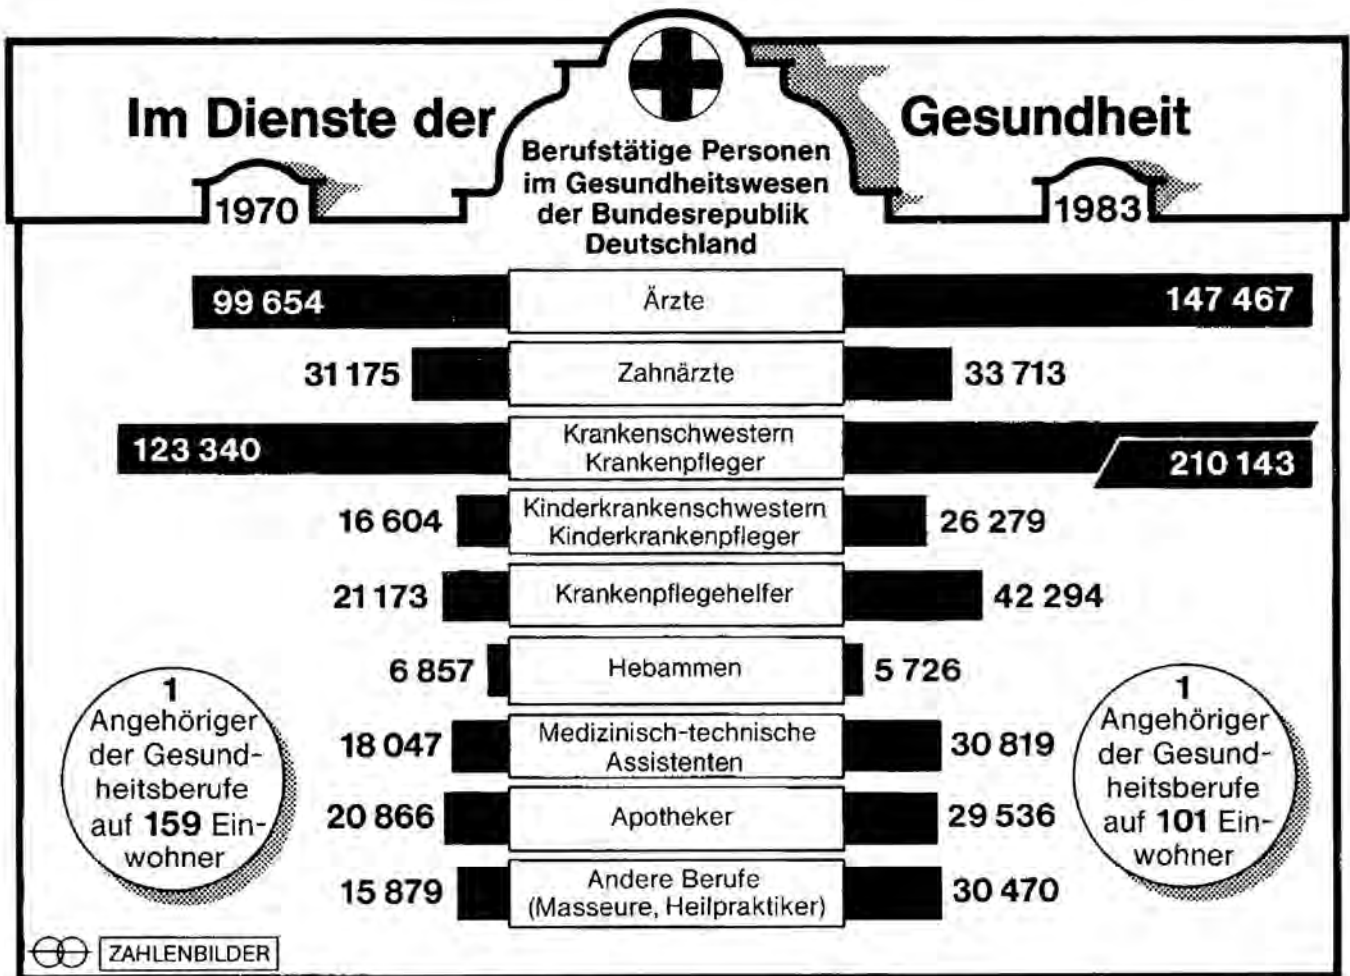 Im Dienste der Gesundheit
Berufstätige Personen
im Gesundheitswesen
der Bundesrepublik
Deutschland
1970
1983
99 654 Ärzte 147 467
31 175 Zahnärzte 33 713
123 340 Krankenschwestern Krankenpfleger 210 143
16 604 Kinderkrankenschwestern Kinderkrankenpfleger 26 279
21 173 Krankenpflegehelfer 42 294
6 857 Hebammen 5 726
18 047 Medizinisch-technische Assistenten 30 819
20 866 Apotheker 29 536
15 879 Andere Berufe (Masseure, Heilpraktiker) 30 470
1
Angehöriger
der Gesund-
heitsberufe
auf 159 Ein-
wohner
1
Angehöriger
der Gesund-
heitsberufe
auf 101 Ein-
wohner
ZAHLENBILDER